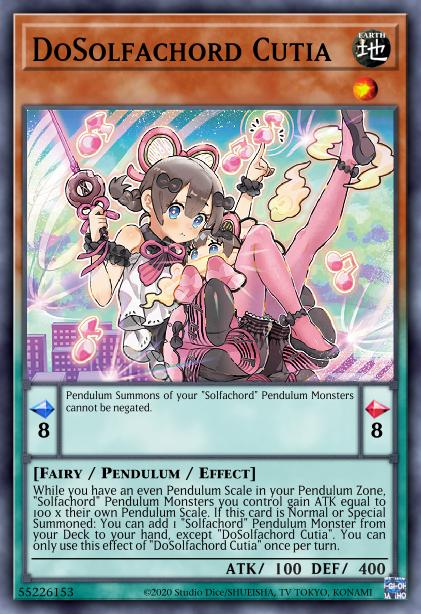 DoSolfachord Cutia
EARTH
地
Pendulum Summons of your "Solfachord" Pendulum Monsters
cannot be negated.
8
8
[Fairy / Pendulum / Effect]
While you have an even Pendulum Scale in your Pendulum Zone,
"Solfachord" Pendulum Monsters you control gain ATK equal to
100 x their own Pendulum Scale. If this card is Normal or Special
Summoned: You can add 1 "Solfachord" Pendulum Monster from
your Deck to your hand, except "DoSolfachord Cutia". You can
only use this effect of "DoSolfachord Cutia" once per turn.
ATK/ 100 DEF/ 400
55226153
©2020 Studio Dice/SHUEISHA, TV TOKYO, KONAMI